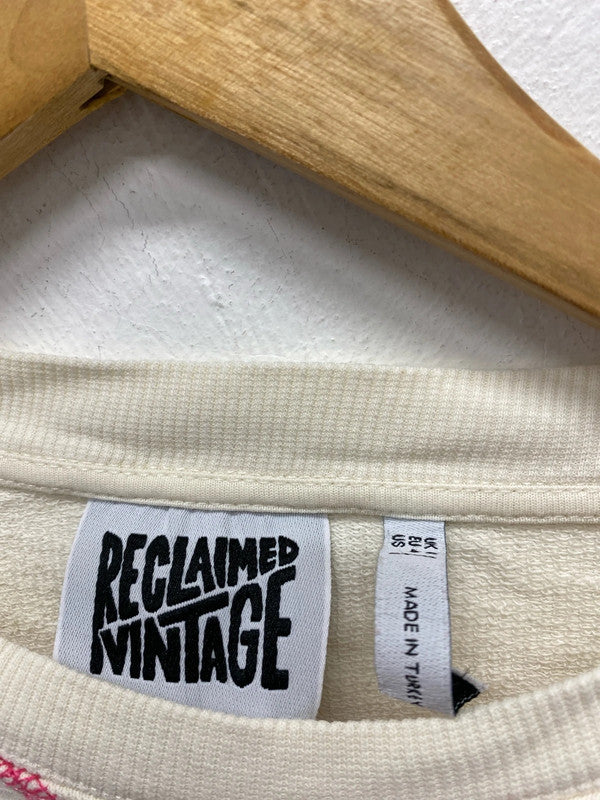 RECLAIMED
VINTAGE
UK
EU
US
MADE IN TURKEY